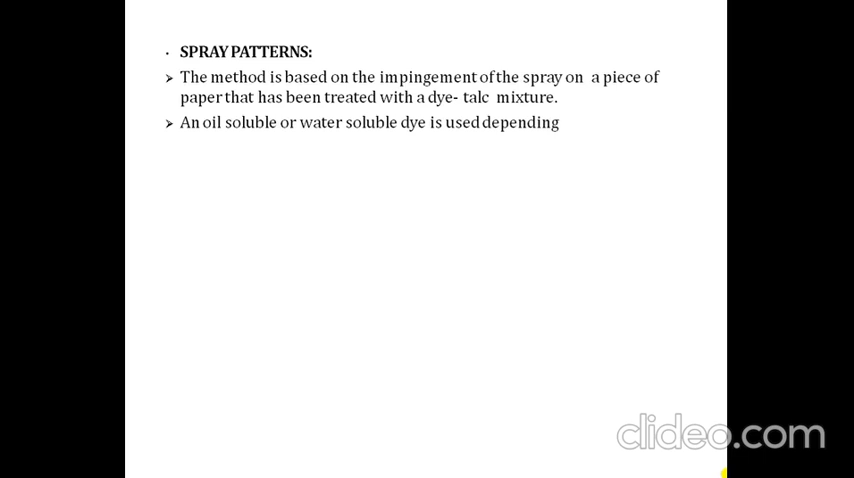 • SPRAY PATTERNS:
➤ The method is based on the impingement of the spray on a piece of
paper that has been treated with a dye- talc mixture.
➤ An oil soluble or water soluble dye is used depending
clideo.com